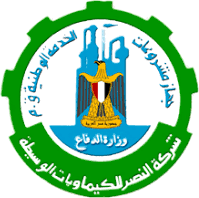 جهاز مشروعات الخدمة الوطنية ق.م
وزارة الدفاع
شركة النصر للكيماويات الوسيطة